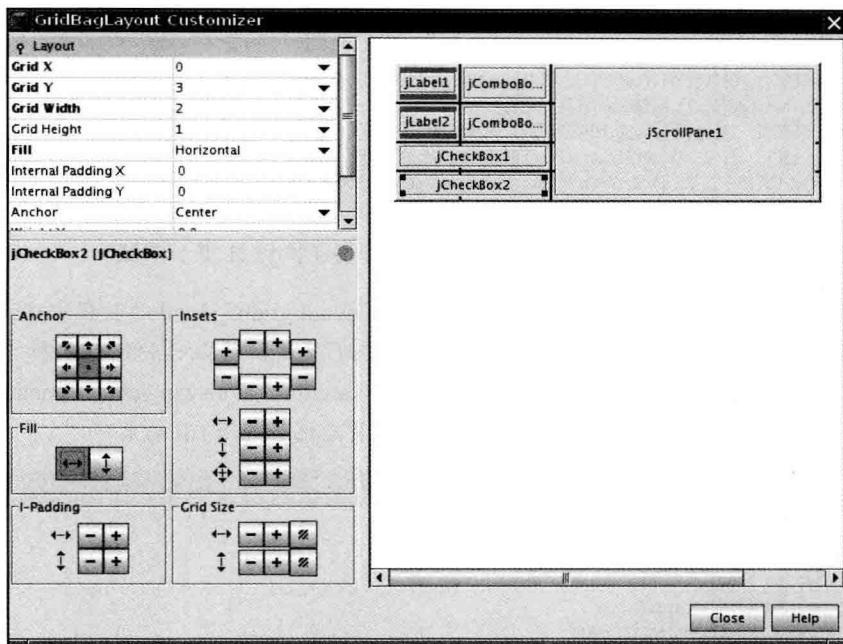 GridBagLayout Customizer
Layout
Grid X 0
Grid Y 3
Grid Width 2
Grid Height 1
Fill Horizontal
Internal Padding X 0
Internal Padding Y 0
Anchor Center
jCheckBox2 [JCheckBox]
Anchor
Insets
Fill
I-Padding
Grid Size
jLabel1 jComboBo...
jLabel2 jComboBo...
jCheckBox1
jCheckBox2
jScrollPane1
Close Help